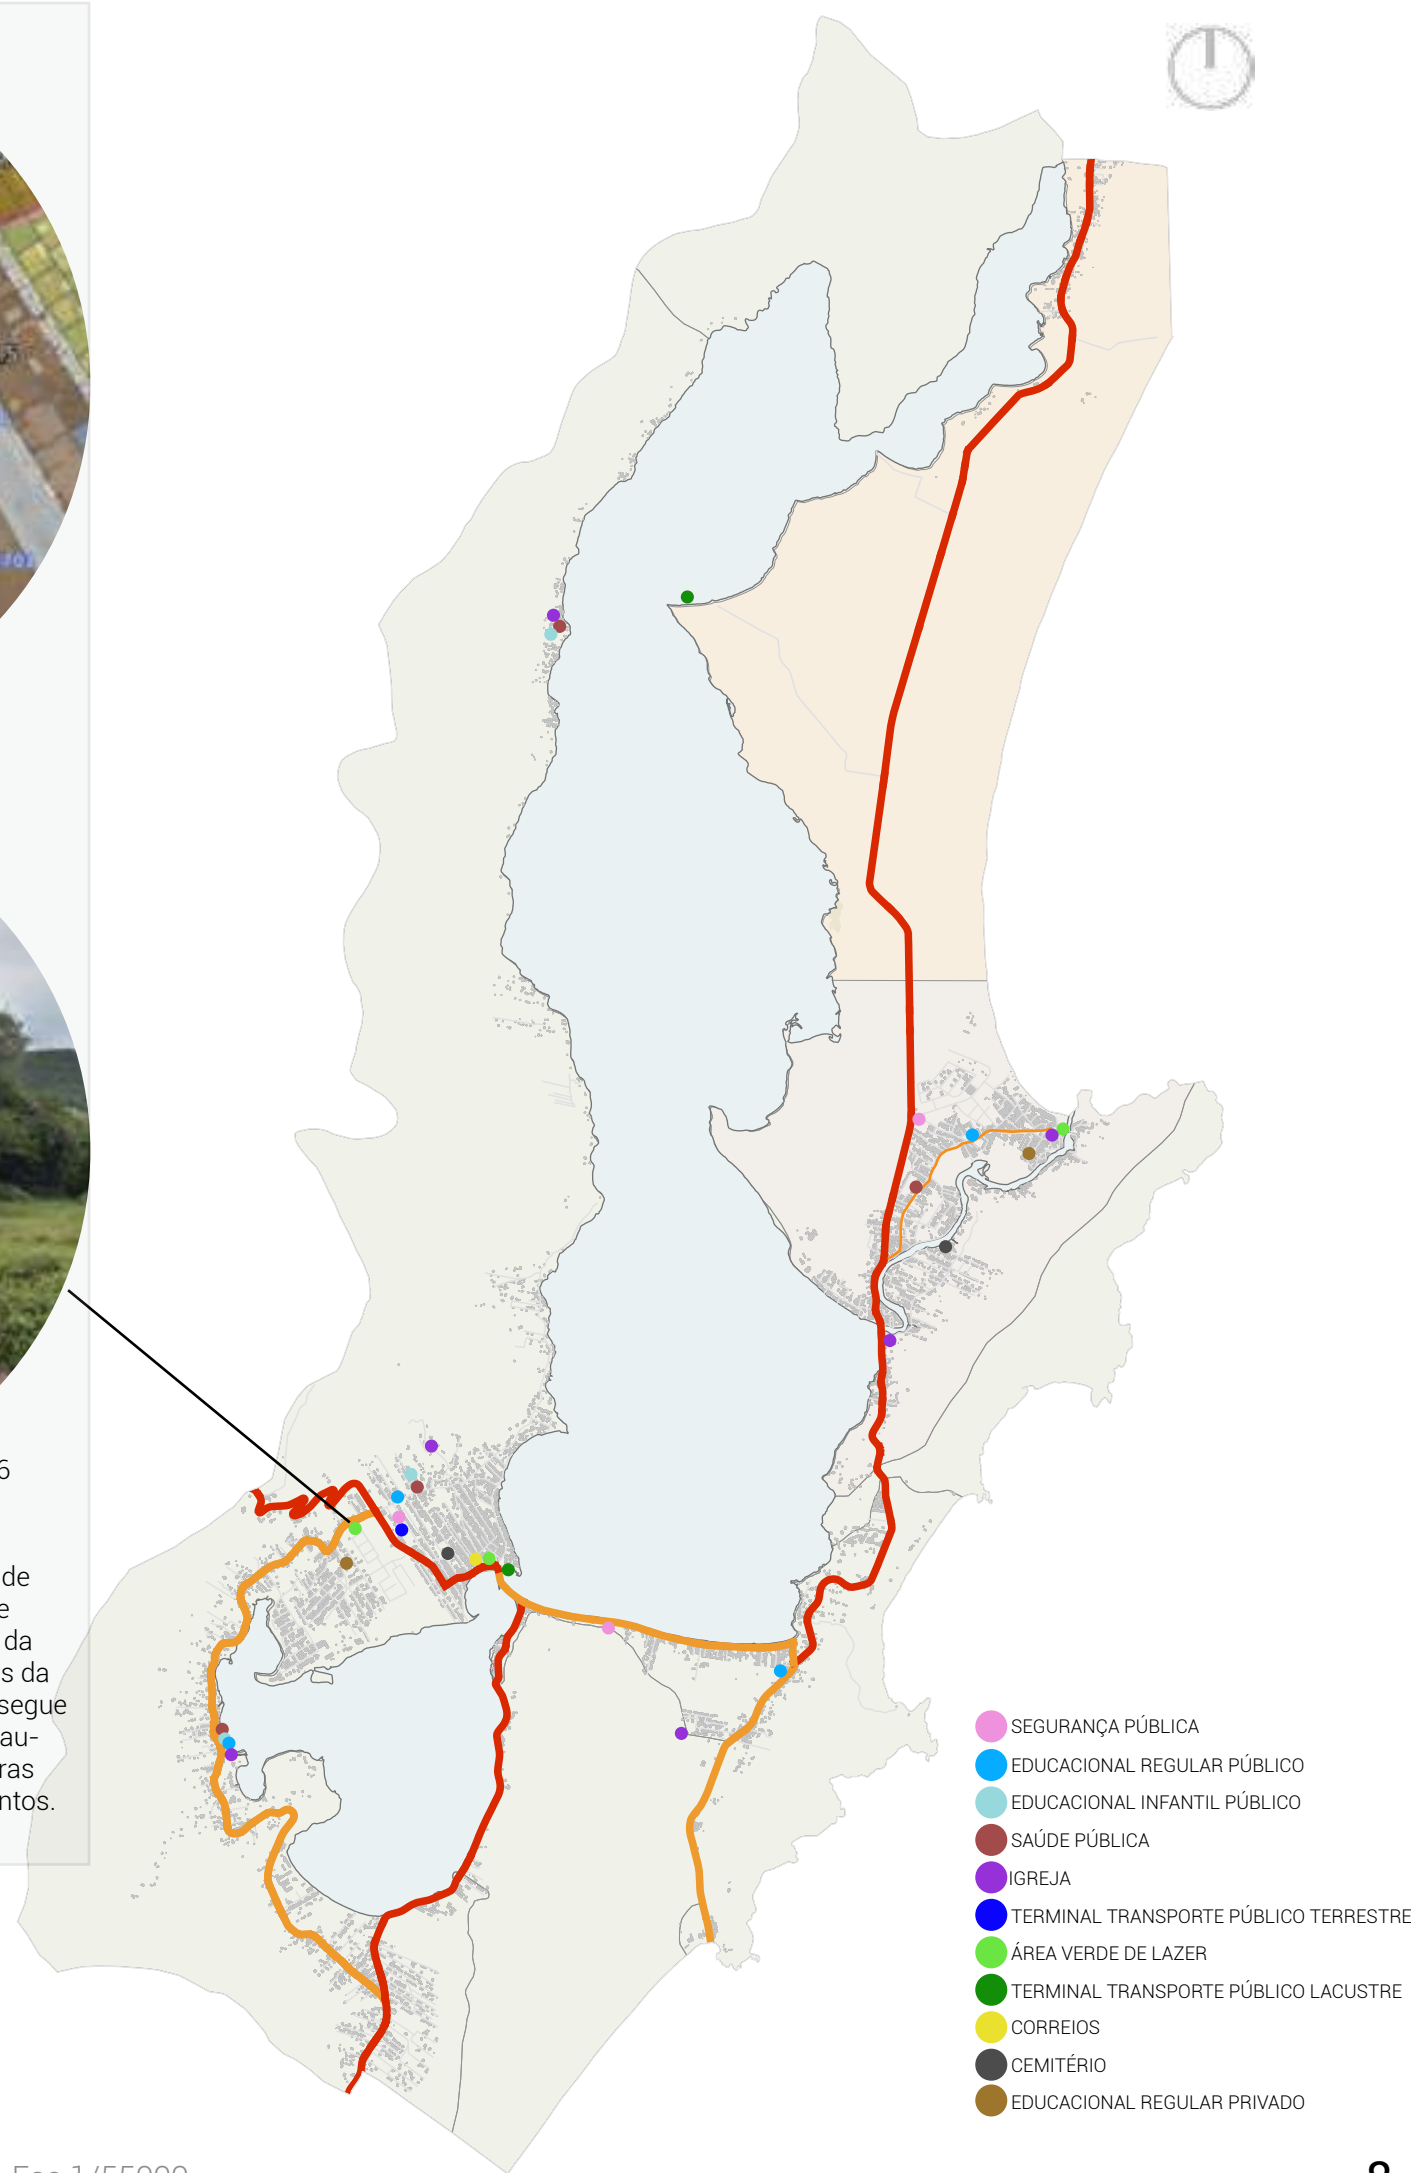 6
de
e
da
s da
segue
au-
ras
ntos.
SEGURANÇA PÚBLICA
EDUCACIONAL REGULAR PÚBLICO
EDUCACIONAL INFANTIL PÚBLICO
SAÚDE PÚBLICA
IGREJA
TERMINAL TRANSPORTE PÚBLICO TERRESTRE
ÁREA VERDE DE LAZER
TERMINAL TRANSPORTE PÚBLICO LACUSTRE
CORREIOS
CEMITÉRIO
EDUCACIONAL REGULAR PRIVADO